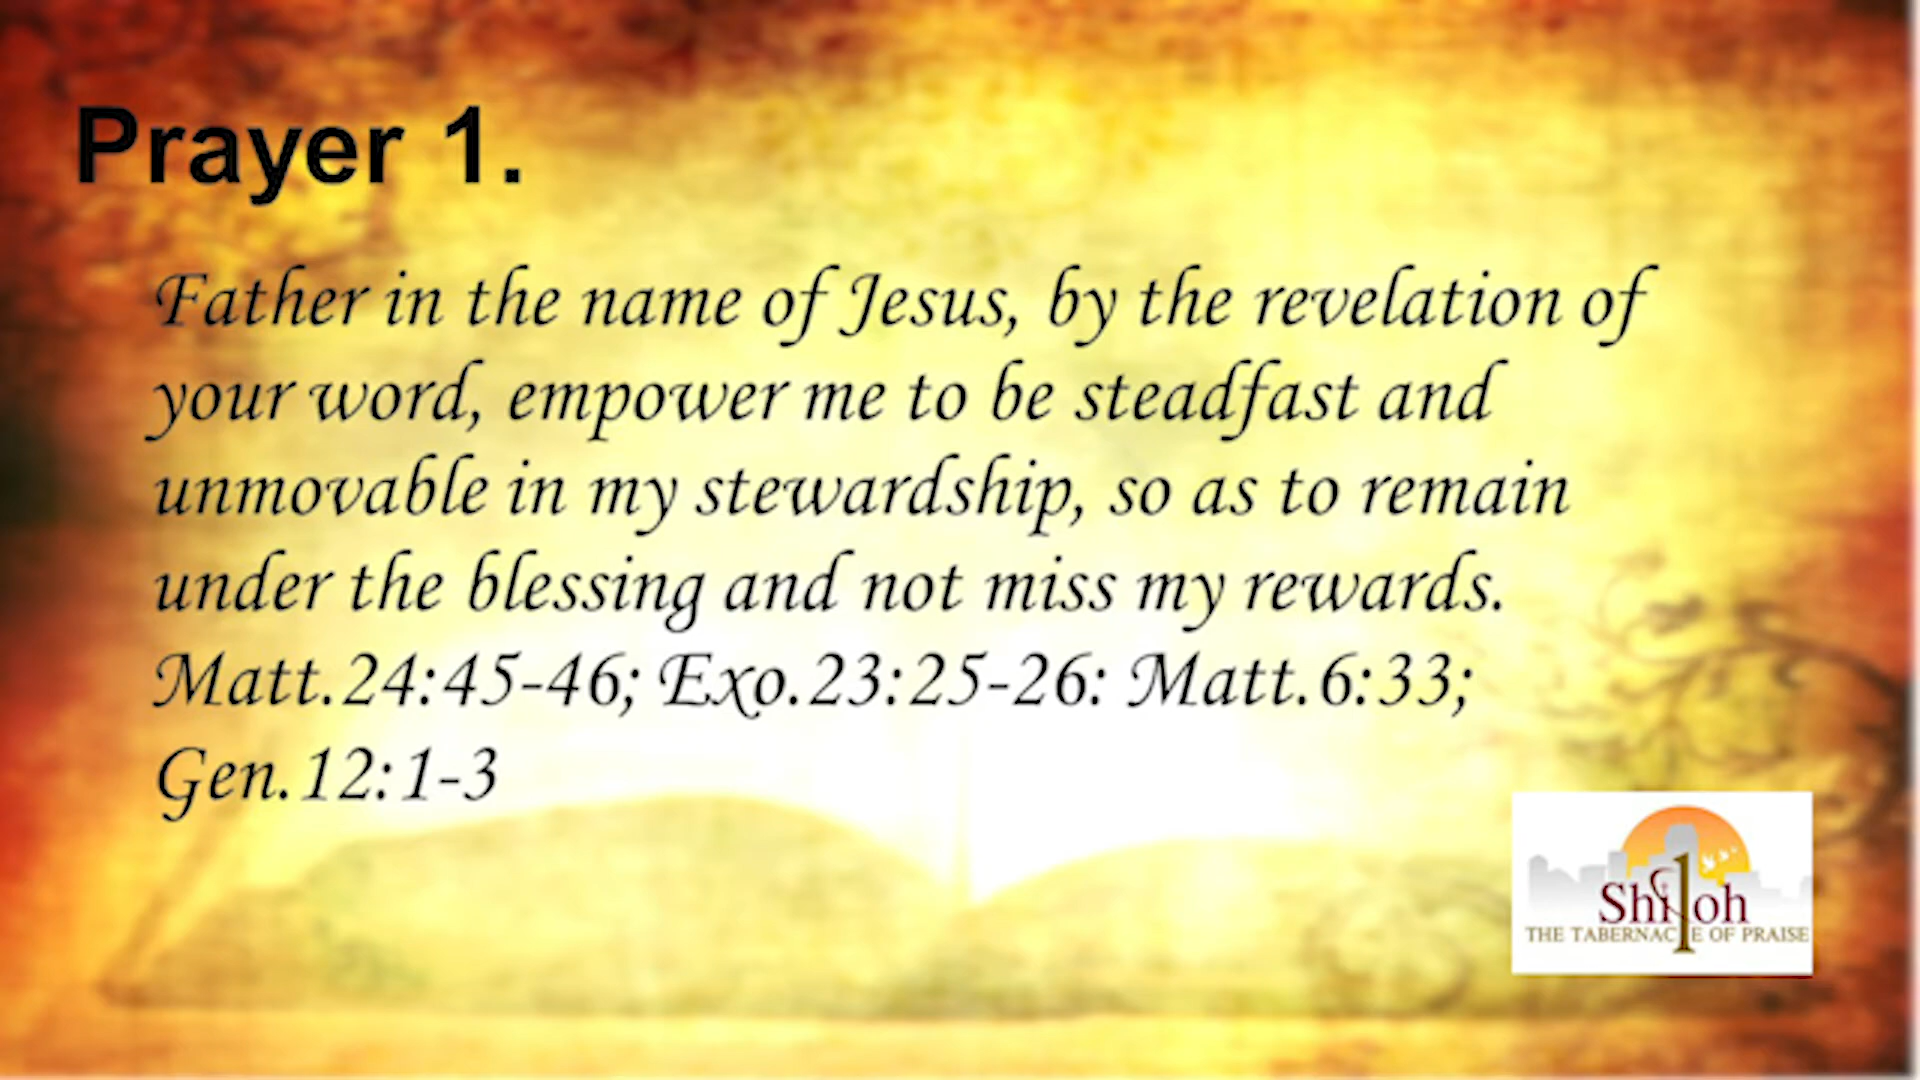 Prayer 1.
Father in the name of Jesus, by the revelation of
your word, empower me to be steadfast and
unmovable in my stewardship, so as to remain
under the blessing and not miss my rewards.
Matt.24:45-46; Exo.23:25-26: Matt.6:33;
Gen.12:1-3
Shiloh
THE TABERNACLE OF PRAISE